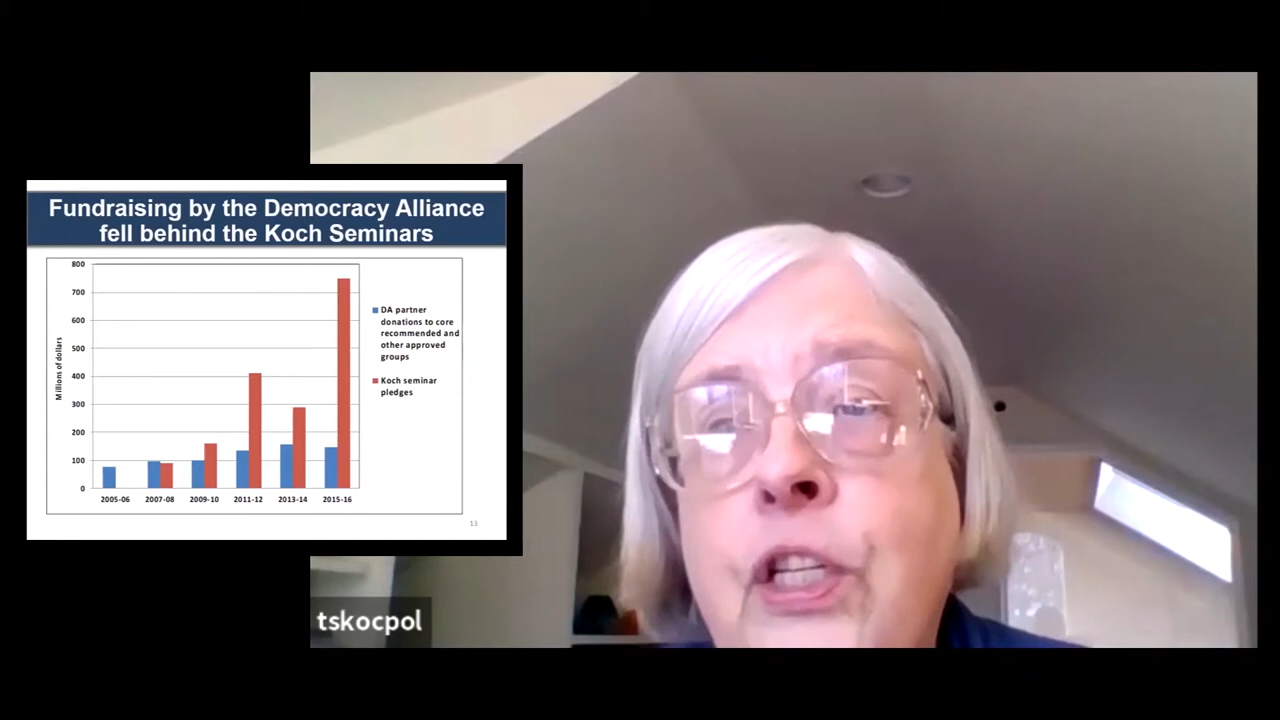 Fundraising by the Democracy Alliance
fell behind the Koch Seminars
800
700
600
500
400
300
200
100
0
Millions of dollars
2005-06 2007-08 2009-10 2011-12 2013-14 2015-16
DA partner
donations to core
recommended and
other approved
groups
Koch seminar
pledges
13
tskocpol